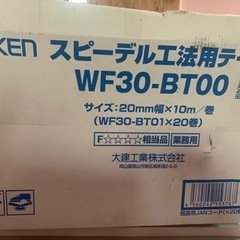 KEN スピーデル工法用テー
WF30-BT00
サイズ:20mm幅×10m/巻
(WF30-BT01×20巻)
F☆☆☆☆相当品 業務用
大建工業株式会社